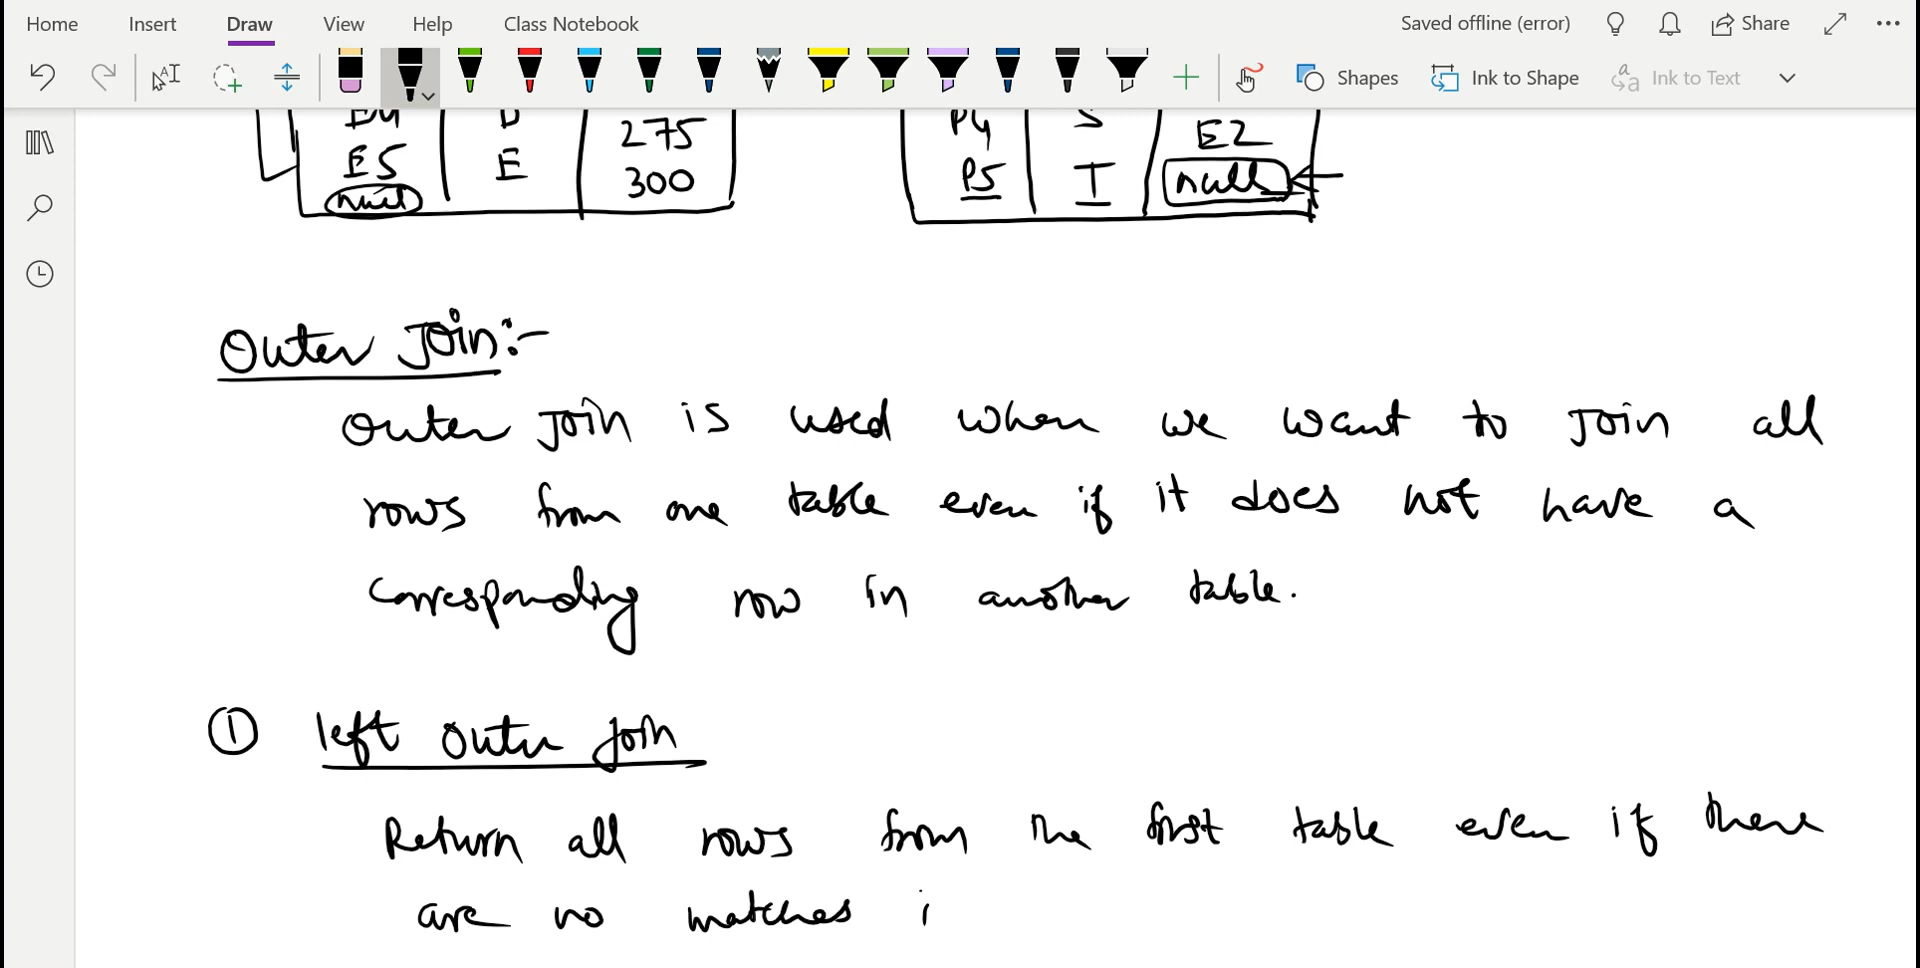 Home Insert Draw View Help Class Notebook Saved offline (error) Share
Shapes Ink to Shape Ink to Text
E4 D 275
E5 E 300
null
P4 S E2
P5 I null
Outer Join:-
Outer Join is used when we want to Join all
rows from one table even if it does not have a
corresponding row in another table.
① left outer join
Return all rows from the first table even if there
are no matches i